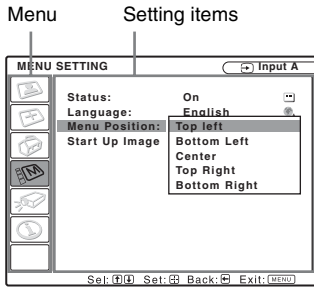 Menu Setting items
MENU SETTING Input A
Status: On
Language: English
Menu Position: Top left
Start Up Image Bottom Left
Center
Top Right
Bottom Right
Sel: Set: Back: Exit: MENU